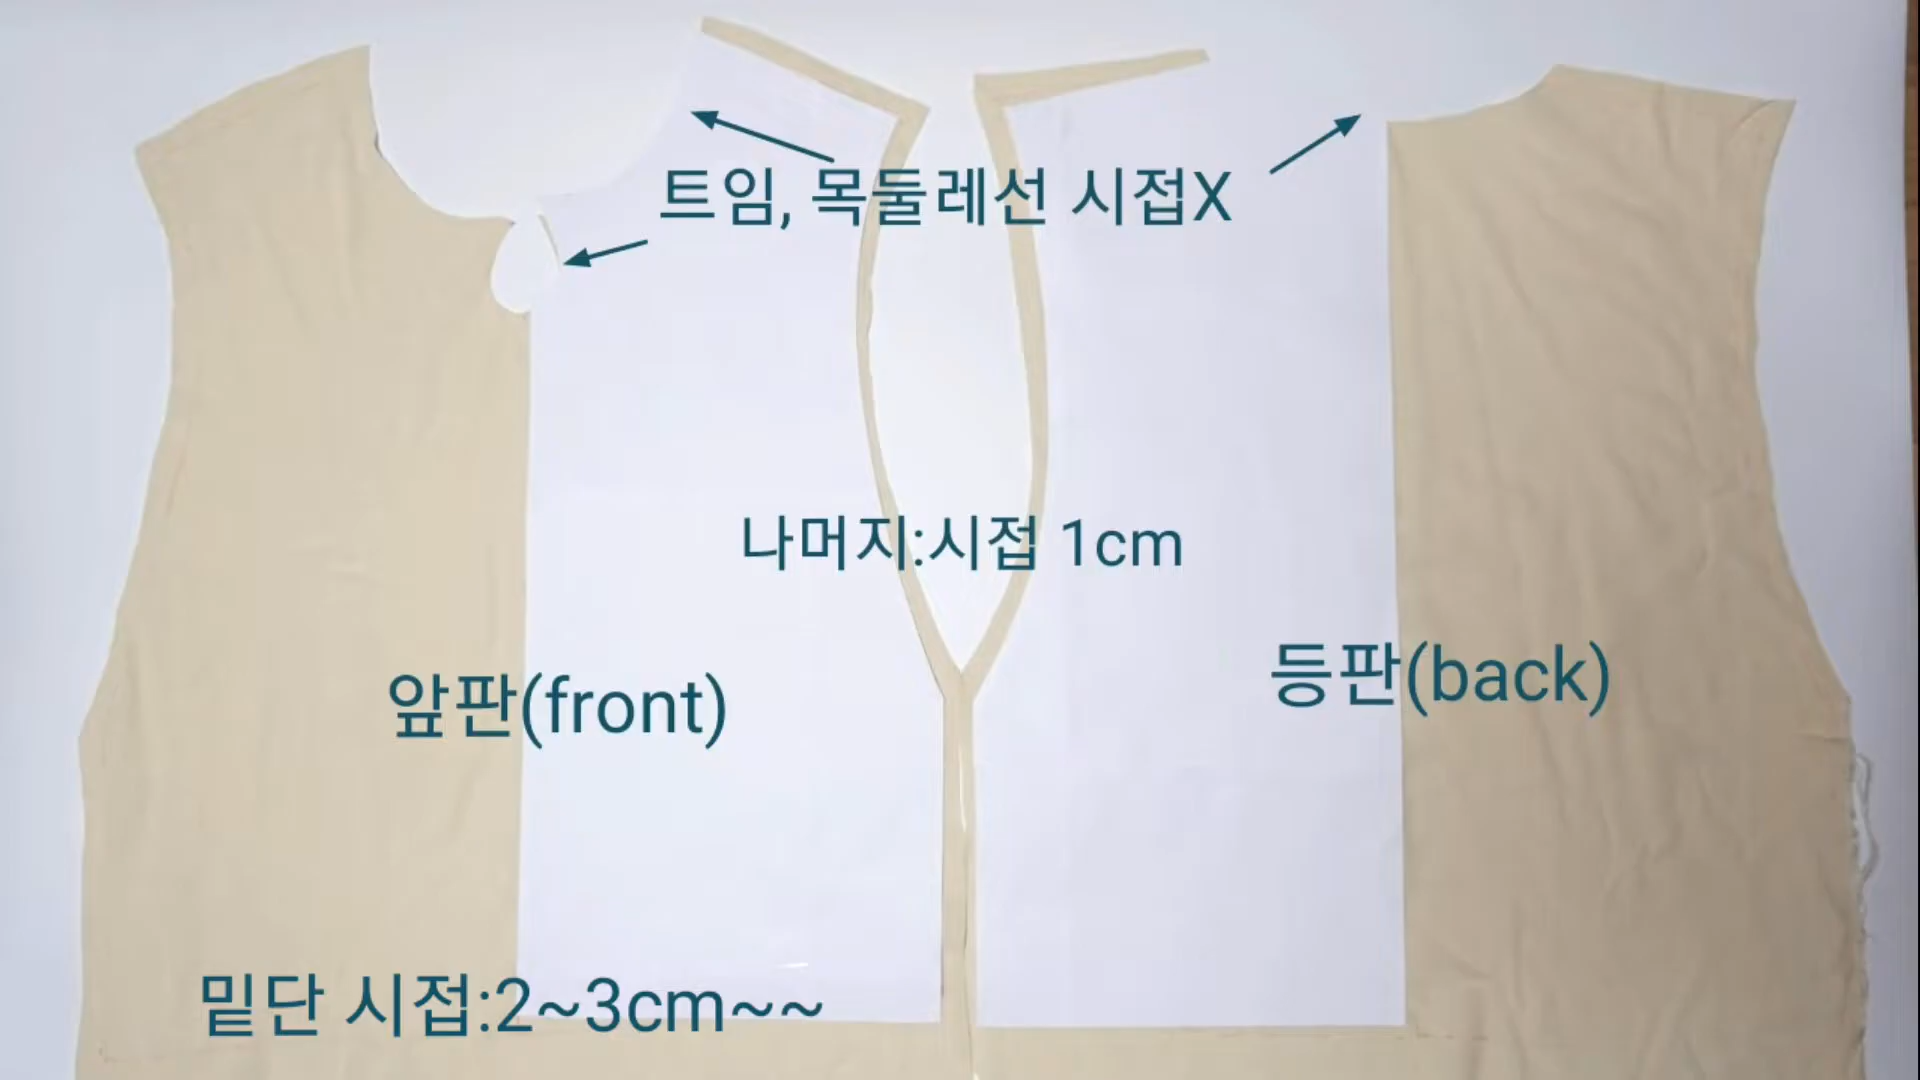 트임, 목둘레선 시접X
나머지:시접 1cm
앞판(front)
등판(back)
밑단 시접:2~3cm~~